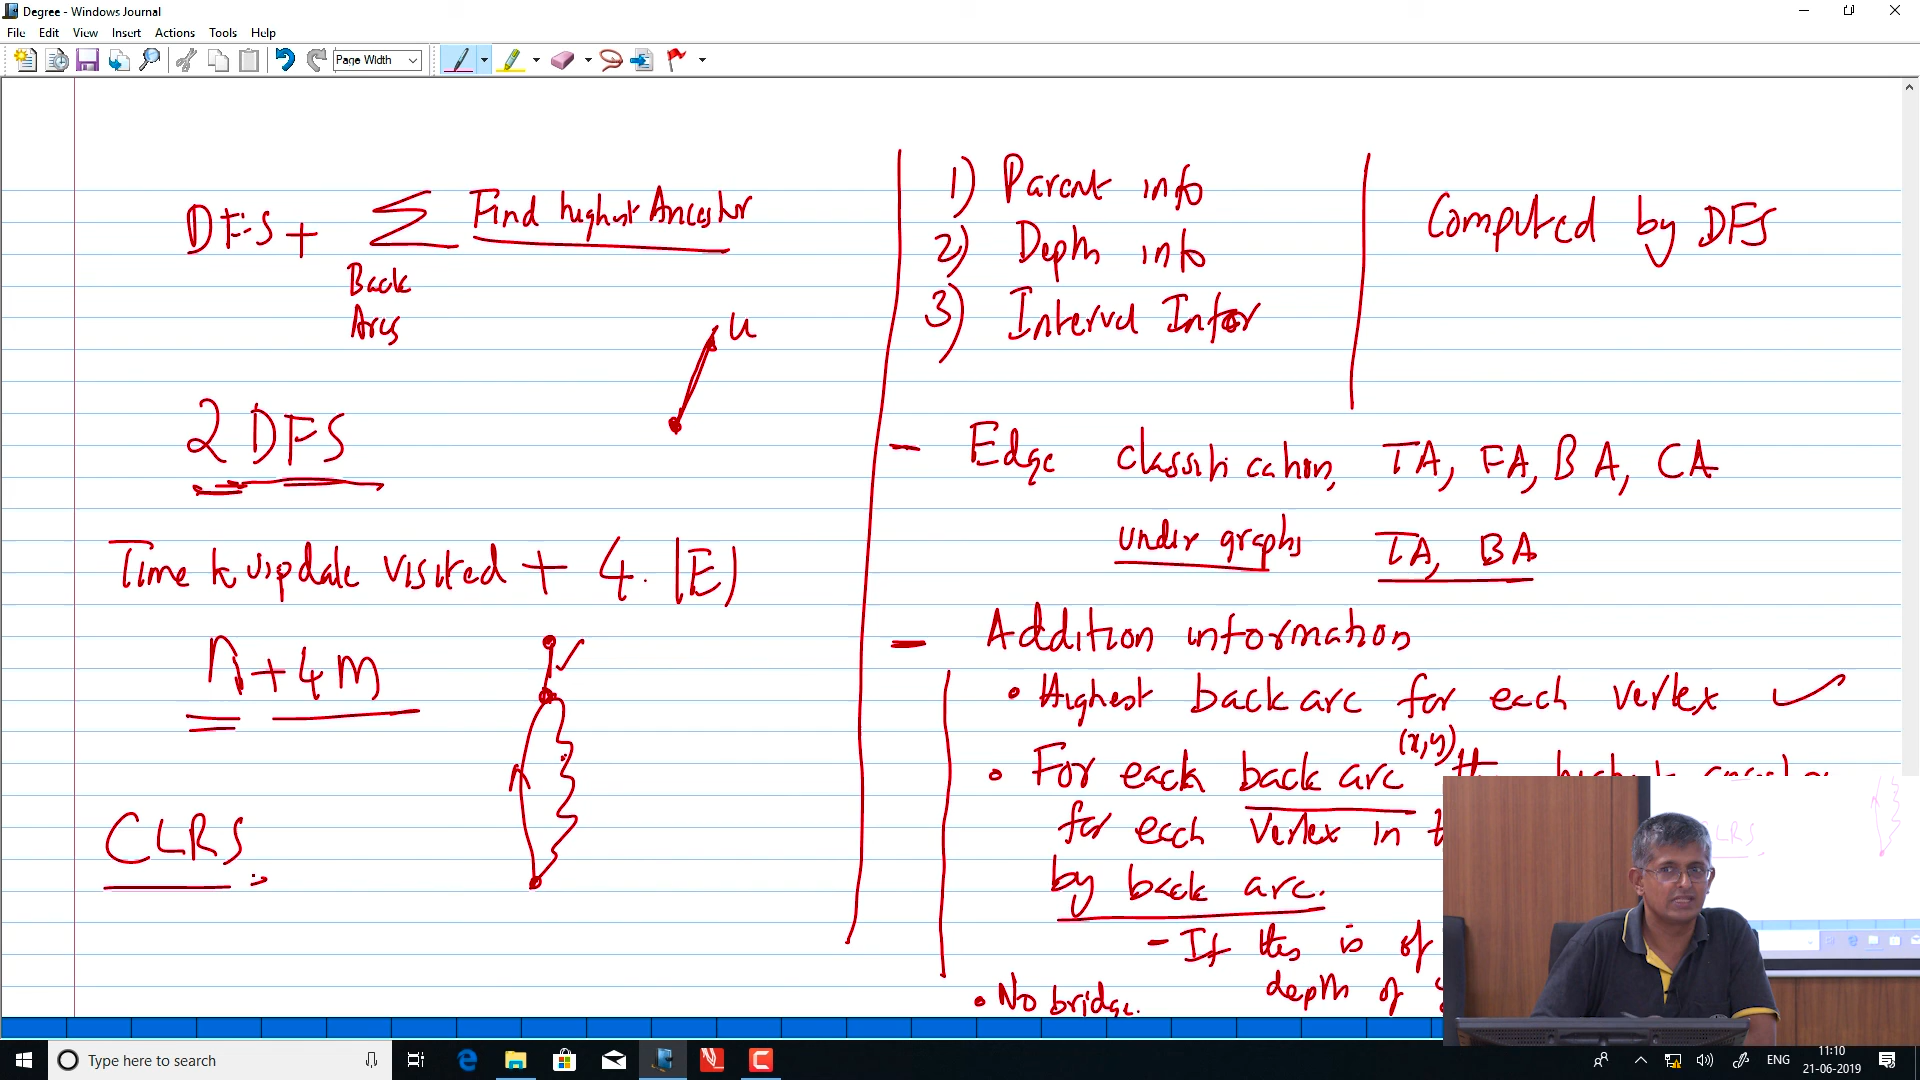 Degree - Windows Journal
File Edit View Insert Actions Tools Help
Page Width
DFS + Σ Find highest Ancestor
Back
Arcs
u
2 DFS
Time to update visited + 4. |E)
n + 4m
CLRS
1) Parent info
2) Depth info
3) Interval Infor
Computed by DFS
- Edge classification, TA, FA, BA, CA
under graphs TA, BA
- Addition information
• Highest back arc for each vertex ✓
(x,y)
• For each back arc
for each vertex in
by back arc.
- If this is of
depth of
• No bridge.
LRS
Type here to search
ENG
11:10
21-06-2019